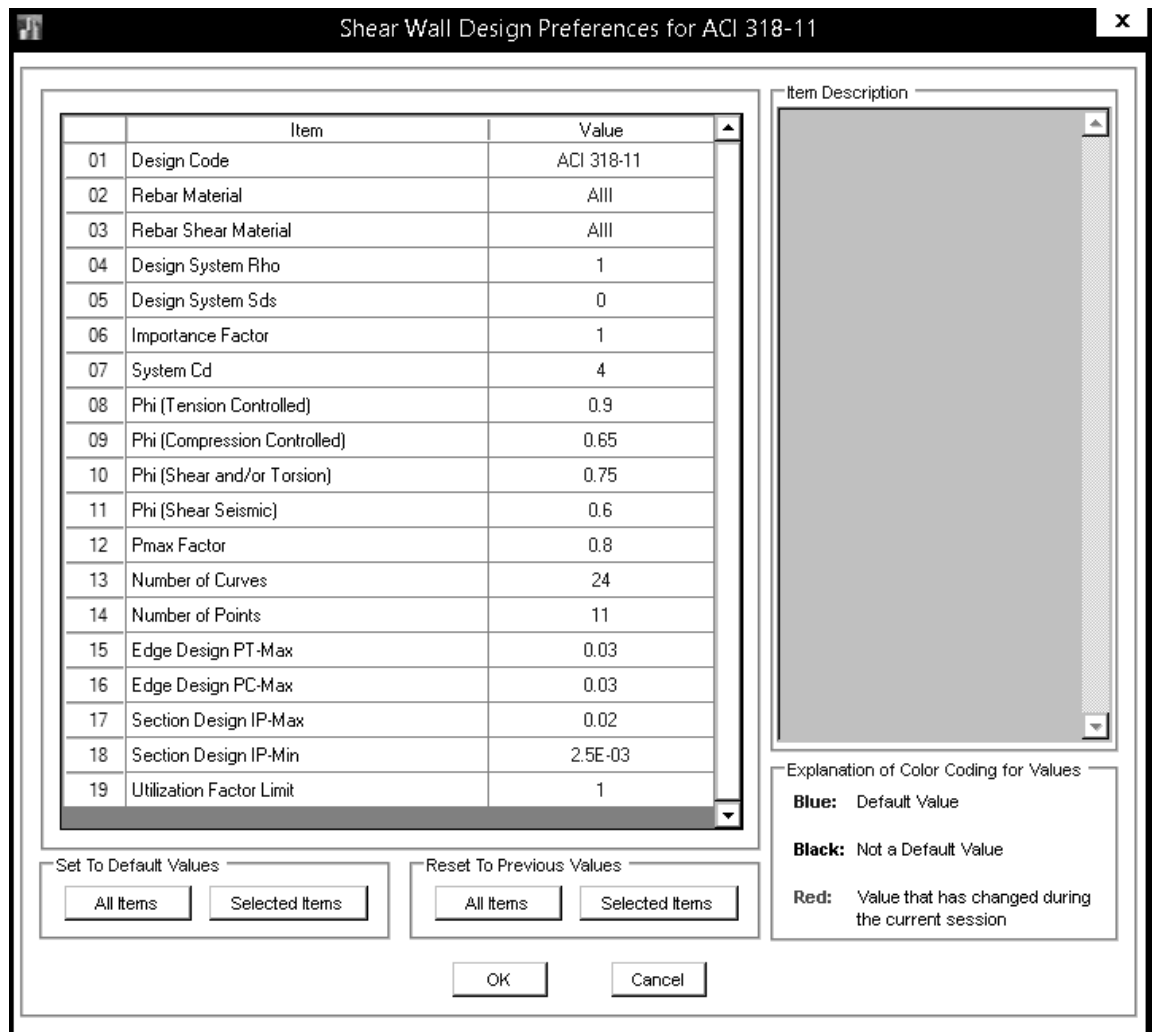 Shear Wall Design Preferences for ACI 318-11
x
Item Value
01 Design Code ACI 318-11
02 Rebar Material AIII
03 Rebar Shear Material AIII
04 Design System Rho 1
05 Design System Sds 0
06 Importance Factor 1
07 System Cd 4
08 Phi (Tension Controlled) 0.9
09 Phi (Compression Controlled) 0.65
10 Phi (Shear and/or Torsion) 0.75
11 Phi (Shear Seismic) 0.6
12 Pmax Factor 0.8
13 Number of Curves 24
14 Number of Points 11
15 Edge Design PT-Max 0.03
16 Edge Design PC-Max 0.03
17 Section Design IP-Max 0.02
18 Section Design IP-Min 2.5E-03
19 Utilization Factor Limit 1
Item Description
Explanation of Color Coding for Values
Blue: Default Value
Black: Not a Default Value
Red: Value that has changed during
the current session
Set To Default Values
All Items Selected Items
Reset To Previous Values
All Items Selected Items
OK Cancel